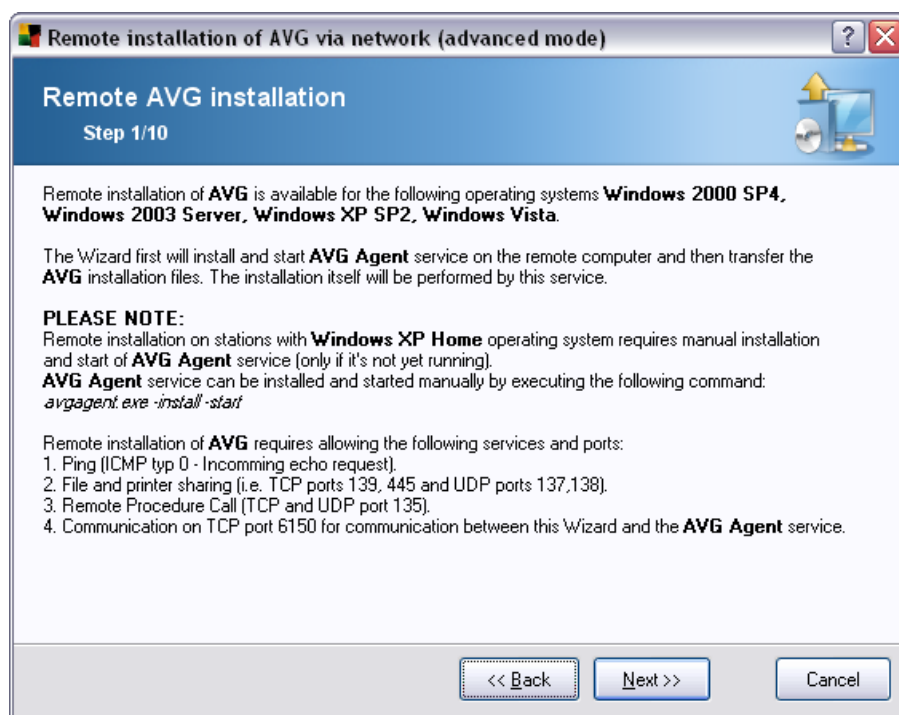 Remote installation of AVG via network (advanced mode)
Remote AVG installation
Step 1/10
Remote installation of AVG is available for the following operating systems Windows 2000 SP4,
Windows 2003 Server, Windows XP SP2, Windows Vista.
The Wizard first will install and start AVG Agent service on the remote computer and then transfer the
AVG installation files. The installation itself will be performed by this service.
PLEASE NOTE:
Remote installation on stations with Windows XP Home operating system requires manual installation
and start of AVG Agent service (only if it's not yet running).
AVG Agent service can be installed and started manually by executing the following command:
avgagent.exe -install -start
Remote installation of AVG requires allowing the following services and ports:
1. Ping (ICMP typ 0 - Incomming echo request).
2. File and printer sharing (i.e. TCP ports 139, 445 and UDP ports 137,138).
3. Remote Procedure Call (TCP and UDP port 135).
4. Communication on TCP port 6150 for communication between this Wizard and the AVG Agent service.
<< Back Next >> Cancel